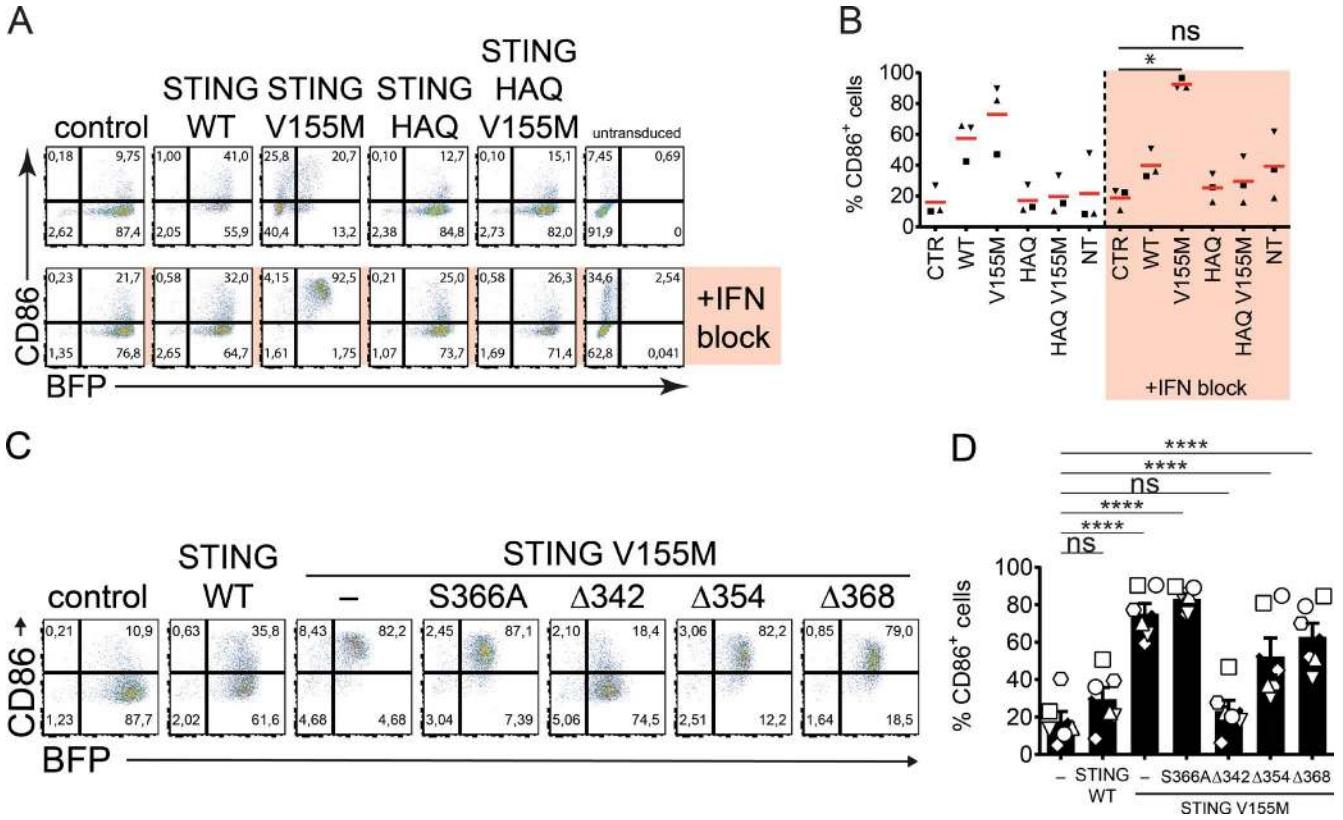 A
control
STING WT
STING V155M
STING HAQ
STING HAQ V155M
untransduced
0,18 9,75 1,00 41,0 25,8 20,7 0,10 12,7 0,10 15,1 7,45 0,69
2,62 87,4 2,05 55,9 40,4 13,2 2,38 84,8 2,73 82,0 91,9 0
0,23 21,7 0,58 32,0 4,15 92,5 0,21 25,0 0,58 26,3 34,6 2,54
1,35 76,8 2,65 64,7 1,61 1,75 1,07 73,7 1,69 71,4 62,8 0,041
+IFN
block
CD86
BFP
B
ns
*
% CD86+ cells
100
80
60
40
20
0
CTR
WT
V155M
HAQ
HAQ V155M
NT
CTR
WT
V155M
HAQ
HAQ V155M
NT
+IFN block
C
STING STING V155M
control WT – S366A Δ342 Δ354 Δ368
0,21 10,9 0,63 35,8 8,43 82,2 2,45 87,1 2,10 18,4 3,06 82,2 0,85 79,0
1,23 87,7 2,02 61,6 4,68 4,68 3,04 7,39 5,06 74,5 2,51 12,2 1,64 18,5
CD86
BFP
D
****
****
ns
****
****
ns
% CD86+ cells
100
80
60
40
20
0
– STING – S366A Δ342 Δ354 Δ368
WT
STING V155M